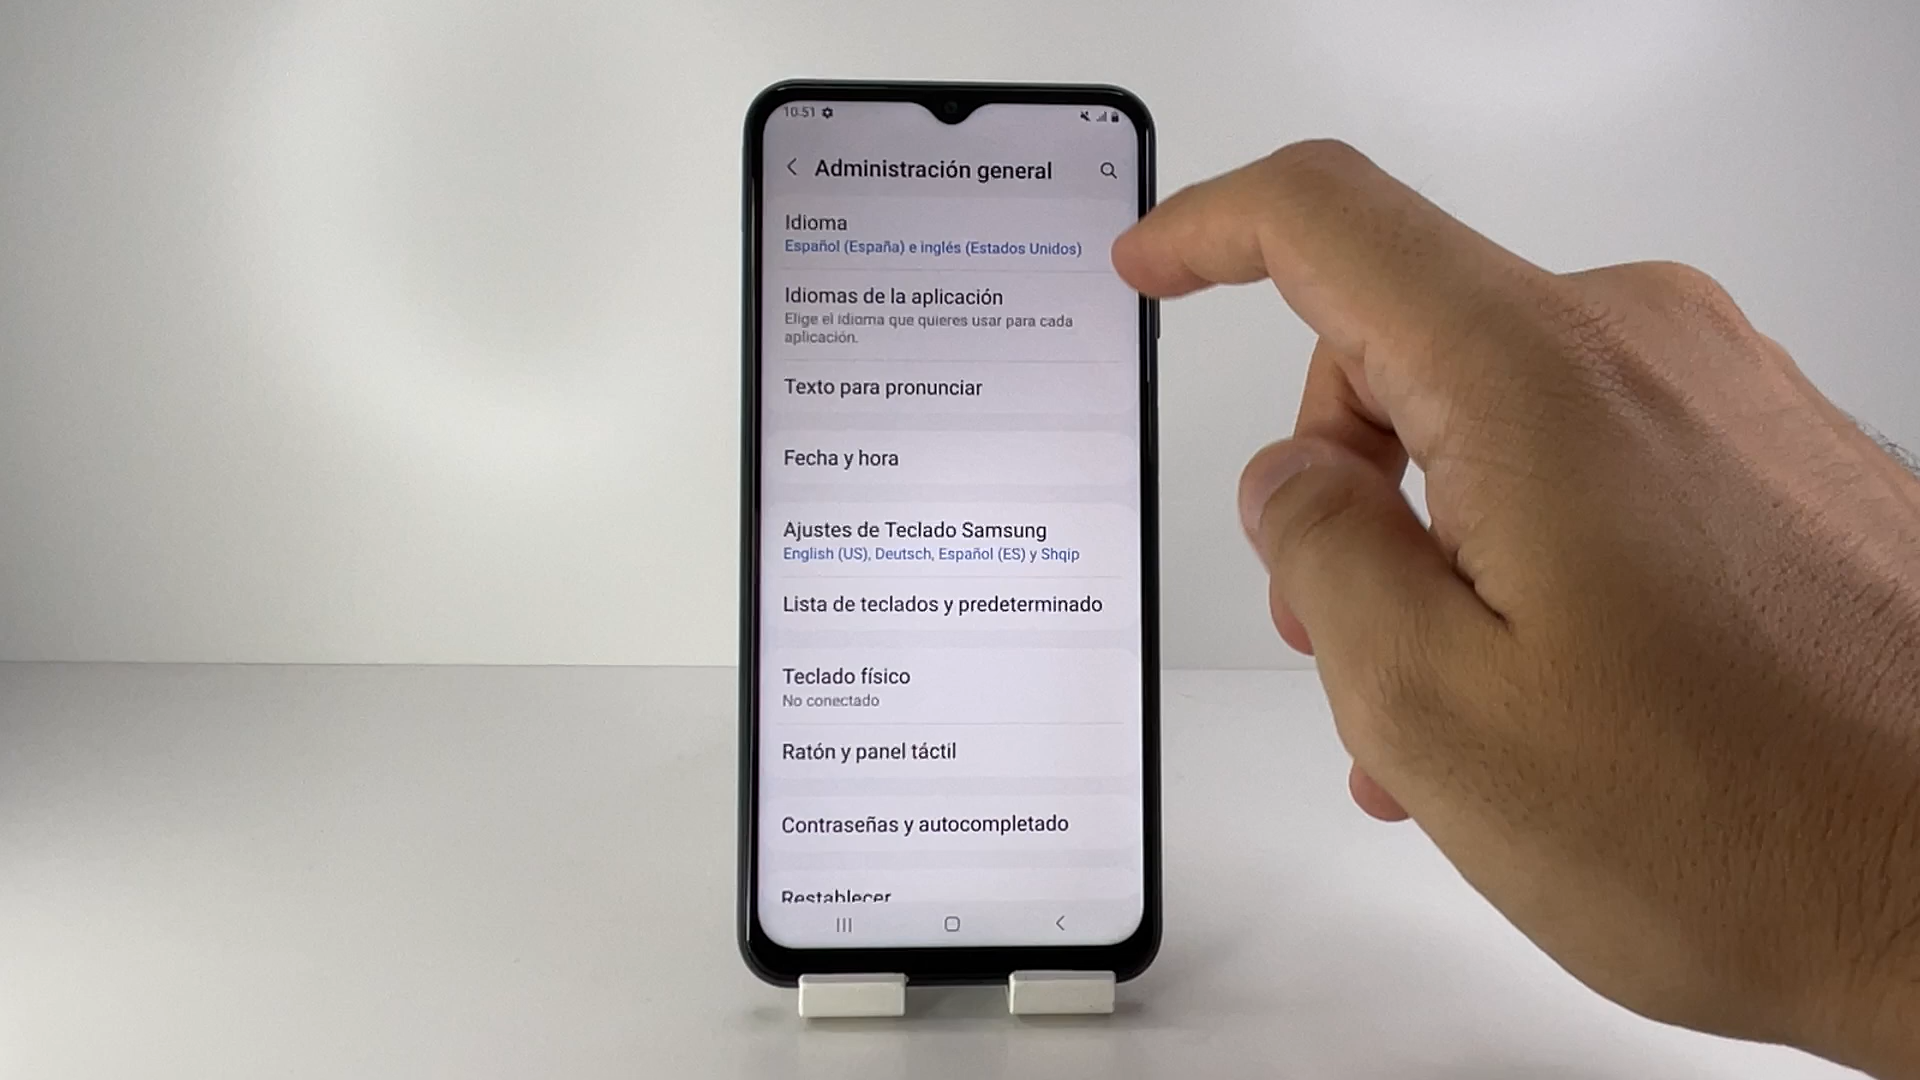 10:51
Administración general
Idioma
Español (España) e inglés (Estados Unidos)
Idiomas de la aplicación
Elige el idioma que quieres usar para cada
aplicación.
Texto para pronunciar
Fecha y hora
Ajustes de Teclado Samsung
English (US), Deutsch, Español (ES) y Shqip
Lista de teclados y predeterminado
Teclado físico
No conectado
Ratón y panel táctil
Contraseñas y autocompletado
Restablecer